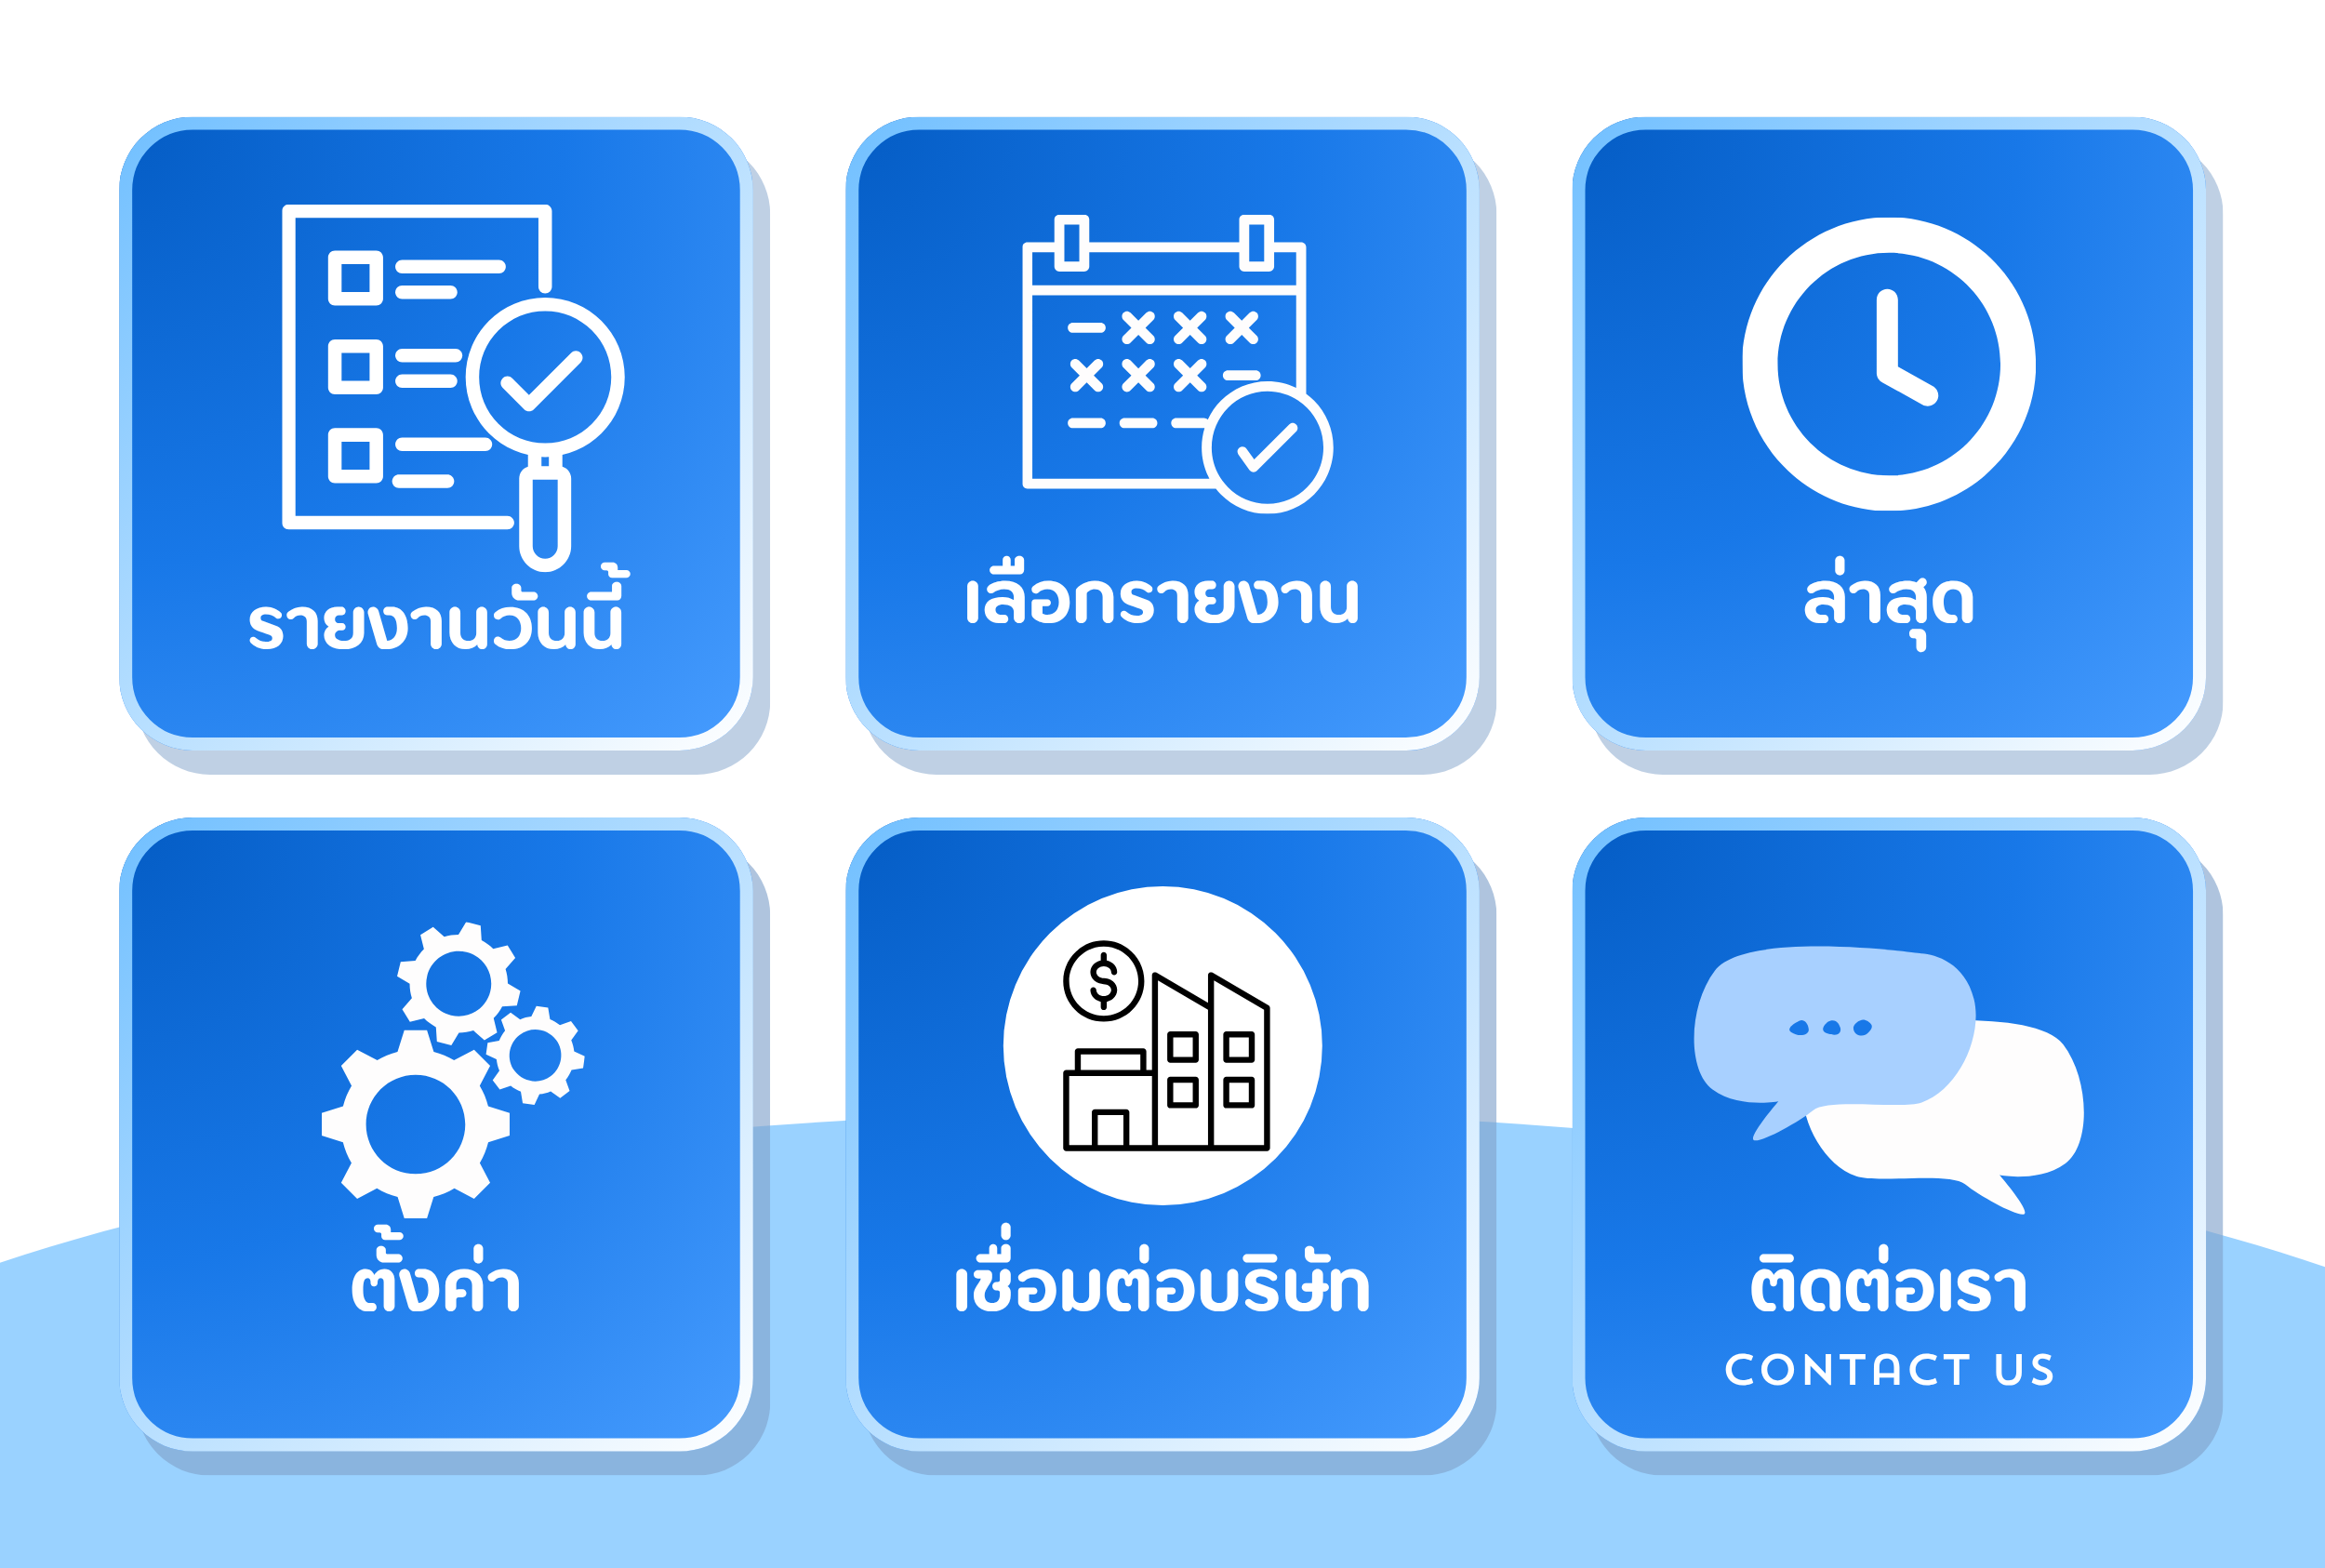 รายงานวันนี้
เลือกรายงาน
ล่าสุด
ตั้งค่า
เชื่อมต่อบริษัท
ติดต่อเรา
CONTACT US